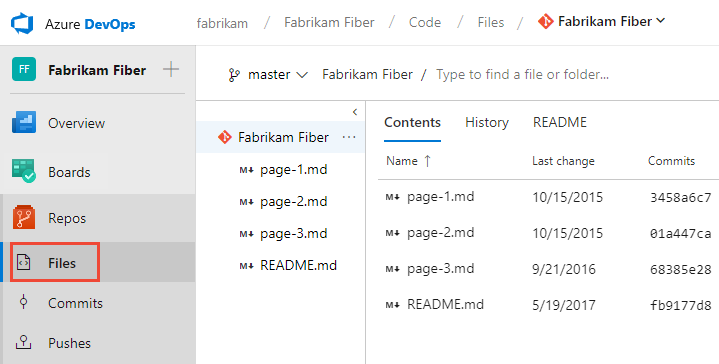 Azure DevOps
fabrikam / Fabrikam Fiber / Code / Files / Fabrikam Fiber
FF Fabrikam Fiber +
Overview
Boards
Repos
Files
Commits
Pushes
master Fabrikam Fiber / Type to find a file or folder...
Fabrikam Fiber ...
page-1.md
page-2.md
page-3.md
README.md
Contents History README
Name ↑ Last change Commits
page-1.md 10/15/2015 3458a6c7
page-2.md 10/15/2015 01a447ca
page-3.md 9/21/2016 68385e28
README.md 5/19/2017 fb9177d8